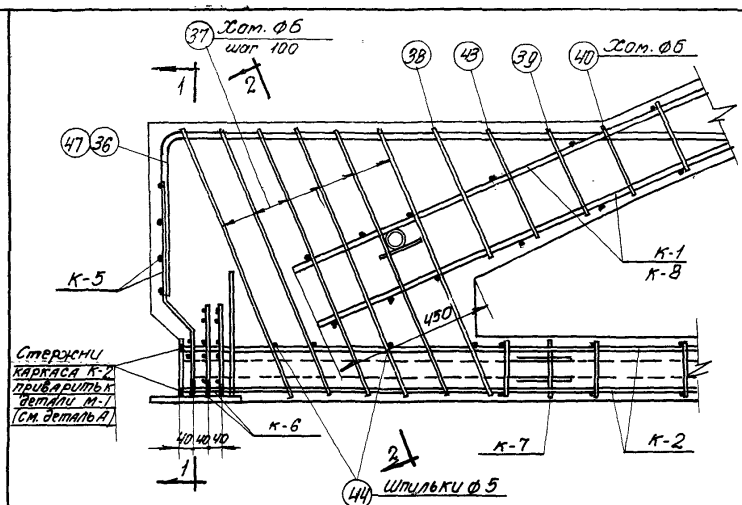 37 Хом. ф6
шаг 100
38
43
39
40 Хом. ф6
1
2
47 36
К-5
К-1
К-8
450
Стержни
каркаса К-2
приварить к
детали М-1
(см. деталь А)
К-6
40 40 40
К-7
К-2
1
2
44 Шпильки ф5